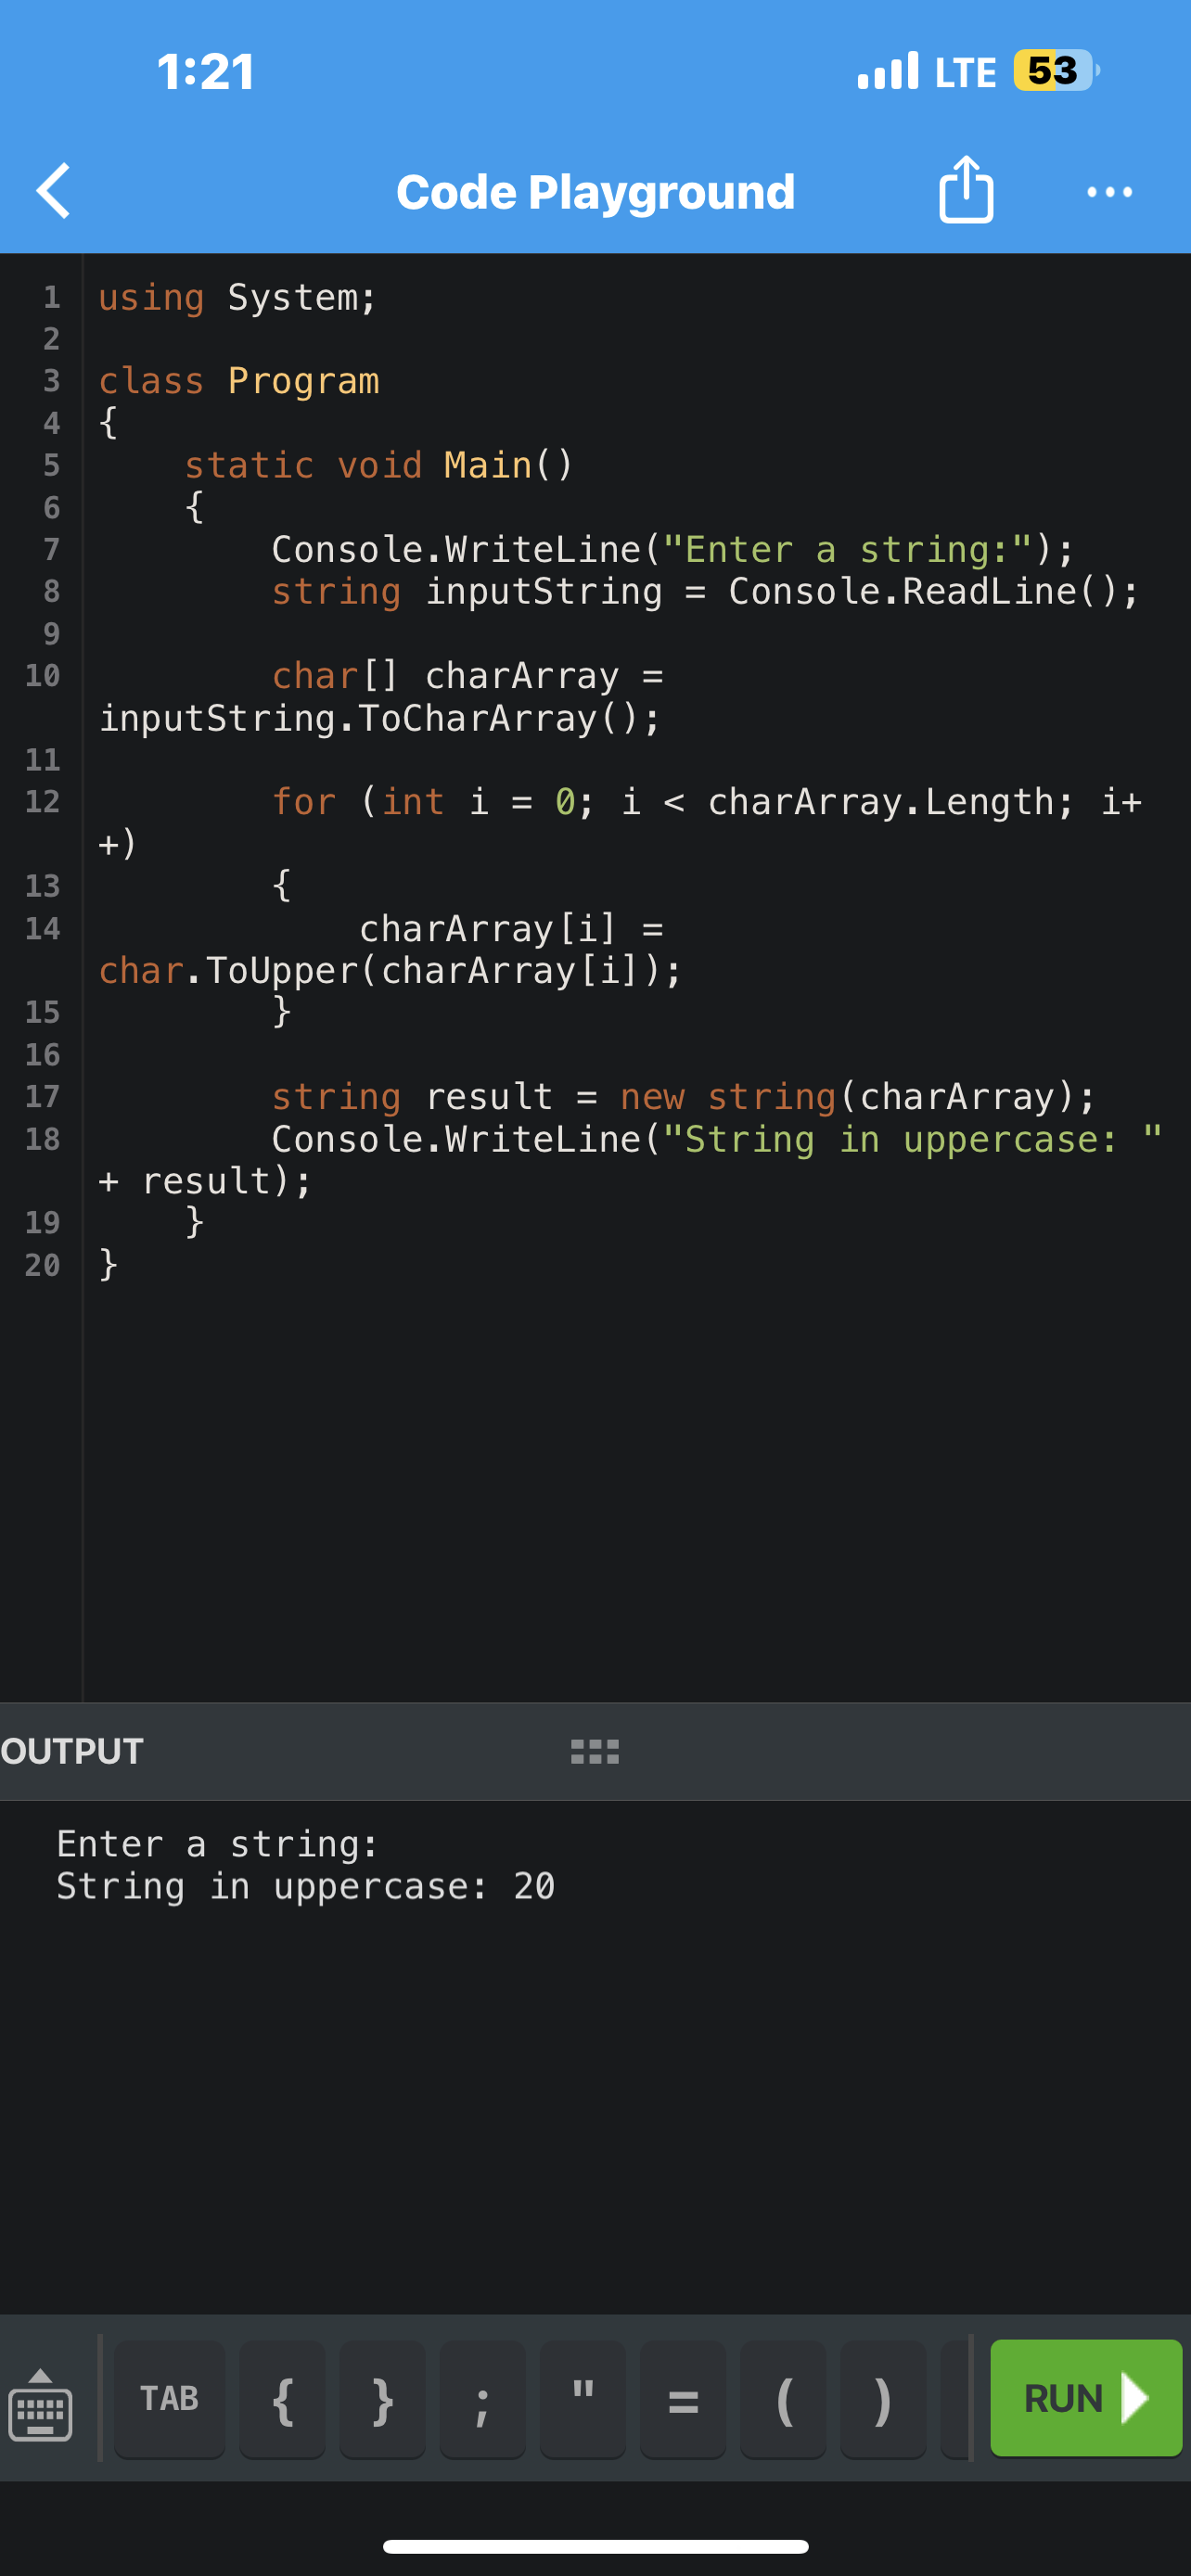 1:21
LTE 53
Code Playground
1 using System;
2
3 class Program
4 {
5     static void Main()
6     {
7         Console.WriteLine("Enter a string:");
8         string inputString = Console.ReadLine();
9
10         char[] charArray =
inputString.ToCharArray();
11
12         for (int i = 0; i < charArray.Length; i+
+)
13         {
14             charArray[i] =
char.ToUpper(charArray[i]);
15         }
16
17         string result = new string(charArray);
18         Console.WriteLine("String in uppercase: "
+ result);
19     }
20 }
OUTPUT
Enter a string:
String in uppercase: 20
TAB { } ; " = ( ) RUN